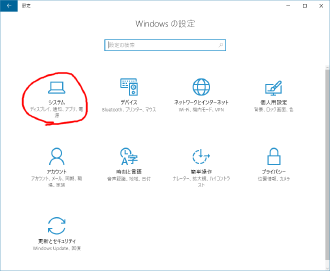 設定
Windows の設定
設定の検索
システム
ディスプレイ、通知、アプリ、電
源
デバイス
Bluetooth、プリンター、マウス
ネットワークとインターネット
Wi-Fi、機内モード、VPN
個人用設定
背景、ロック画面、色
アカウント
アカウント、メール、同期、職
場、家族
時刻と言語
音声認識、地域、日付
簡単操作
ナレーター、拡大鏡、ハイコントラ
スト
プライバシー
位置情報、カメラ
更新とセキュリティ
Windows Update、回復